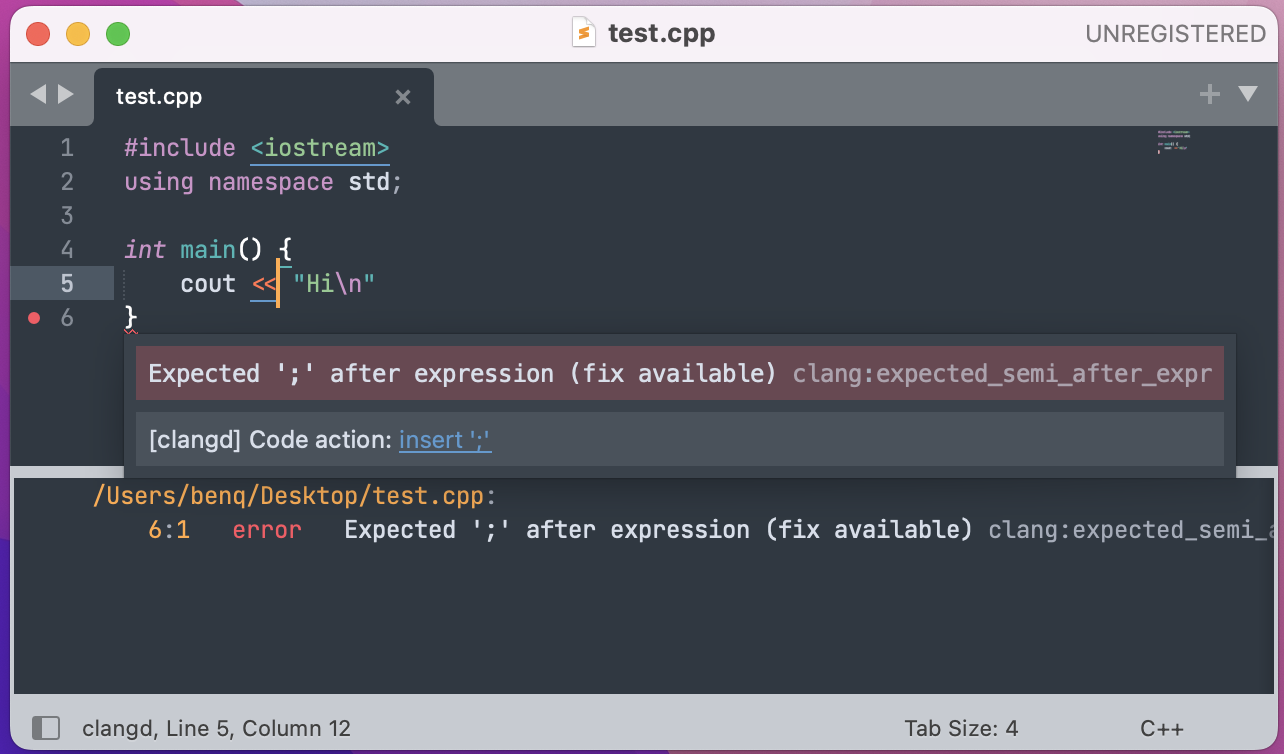 test.cpp
UNREGISTERED
test.cpp
1 #include <iostream>
2 using namespace std;
3
4 int main() {
5 cout << "Hi\n"
6 }
Expected ';' after expression (fix available) clang:expected_semi_after_expr
[clangd] Code action: insert ';'
/Users/benq/Desktop/test.cpp:
6:1 error Expected ';' after expression (fix available) clang:expected_semi_
clangd, Line 5, Column 12
Tab Size: 4
C++